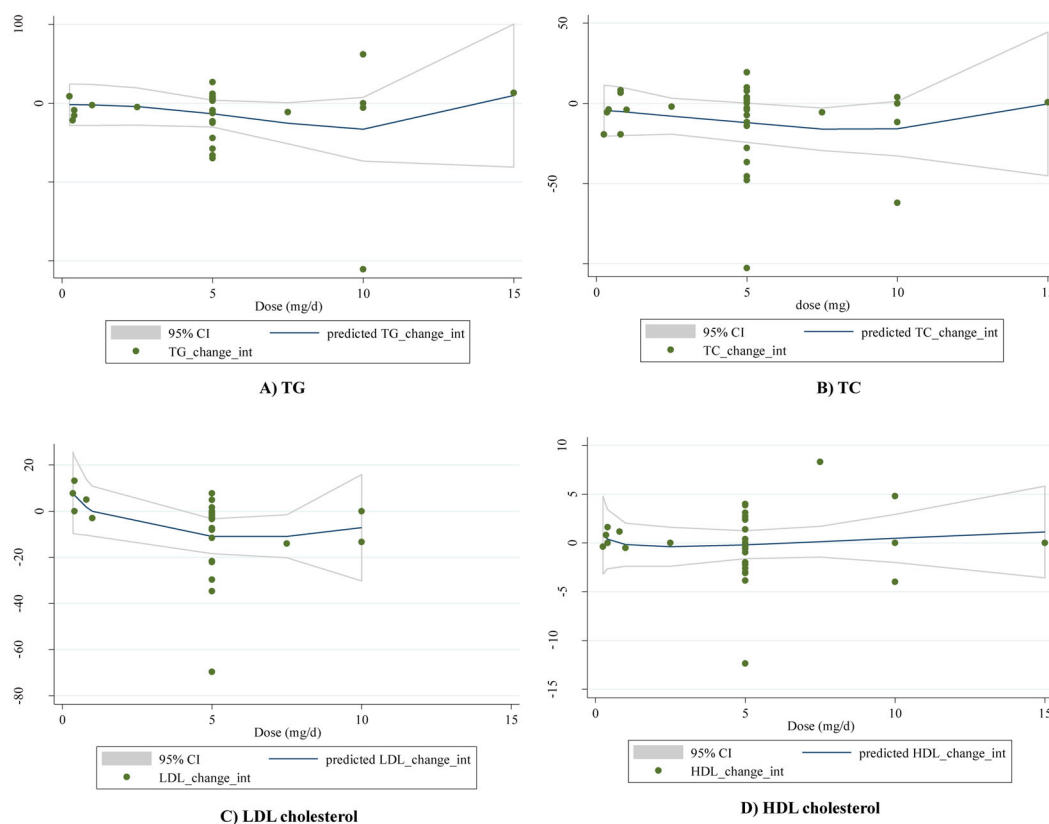 100
0
0
5
10
15
Dose (mg/d)
95% CI
predicted TG_change_int
TG_change_int
A) TG
50
0
-50
0
5
10
15
dose (mg)
95% CI
predicted TC_change_int
TC_change_int
B) TC
20
0
-20
-40
-60
-80
0
5
10
15
Dose (mg/d)
95% CI
predicted LDL_change_int
LDL_change_int
C) LDL cholesterol
10
5
0
-5
-10
-15
0
5
10
15
Dose (mg/d)
95% CI
predicted HDL_change_int
HDL_change_int
D) HDL cholesterol